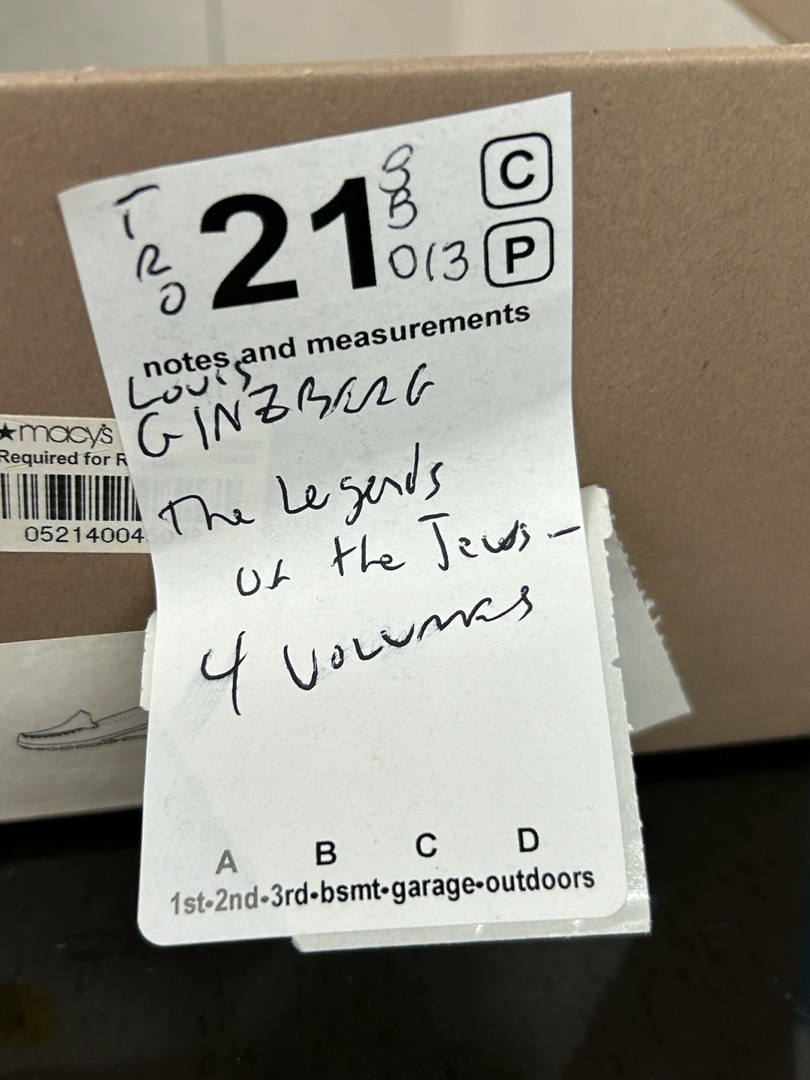 T
R
O
21
S
B
013
C
P
notes and measurements
LOUIS
GINZBERG
The Legends
of the Jews -
4 VOLUMES
★macy's
Required for R
05214004
A B C D
1st•2nd•3rd•bsmt•garage•outdoors